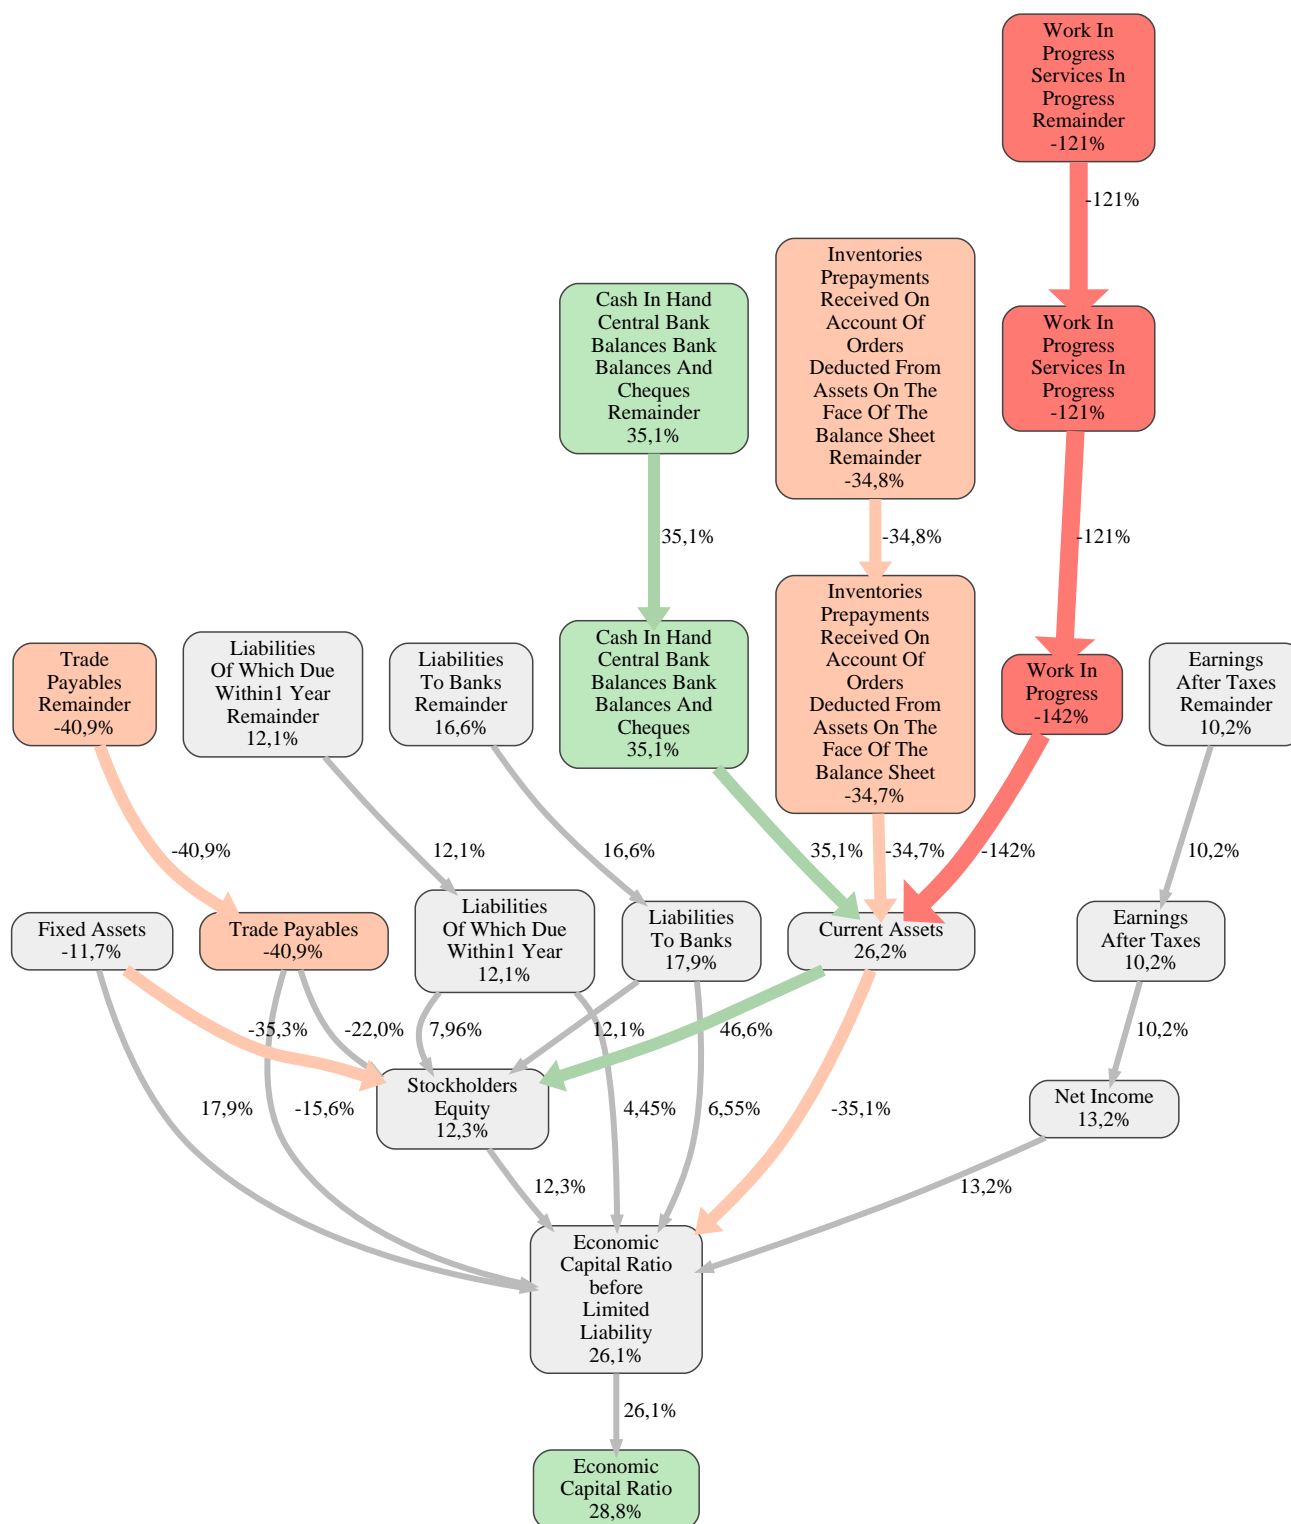 Work In
Progress
Services In
Progress
Remainder
-121%
-121%
Inventories
Prepayments
Received On
Account Of
Orders
Deducted From
Assets On The
Face Of The
Balance Sheet
Remainder
-34,8%
Cash In Hand
Central Bank
Balances Bank
Balances And
Cheques
Remainder
35,1%
Work In
Progress
Services In
Progress
-121%
35,1%
-34,8%
-121%
Trade
Payables
Remainder
-40,9%
Liabilities
Of Which Due
Within1 Year
Remainder
12,1%
Liabilities
To Banks
Remainder
16,6%
Cash In Hand
Central Bank
Balances Bank
Balances And
Cheques
35,1%
Inventories
Prepayments
Received On
Account Of
Orders
Deducted From
Assets On The
Face Of The
Balance Sheet
-34,7%
Work In
Progress
-142%
Earnings
After Taxes
Remainder
10,2%
-40,9%
12,1%
16,6%
35,1%
-34,7%
-142%
10,2%
Fixed Assets
-11,7%
Trade Payables
-40,9%
Liabilities
Of Which Due
Within1 Year
12,1%
Liabilities
To Banks
17,9%
Current Assets
26,2%
Earnings
After Taxes
10,2%
-35,3%
-22,0%
7,96%
12,1%
46,6%
10,2%
Stockholders
Equity
12,3%
Net Income
13,2%
17,9%
-15,6%
4,45%
6,55%
-35,1%
12,3%
13,2%
Economic
Capital Ratio
before
Limited
Liability
26,1%
26,1%
Economic
Capital Ratio
28,8%